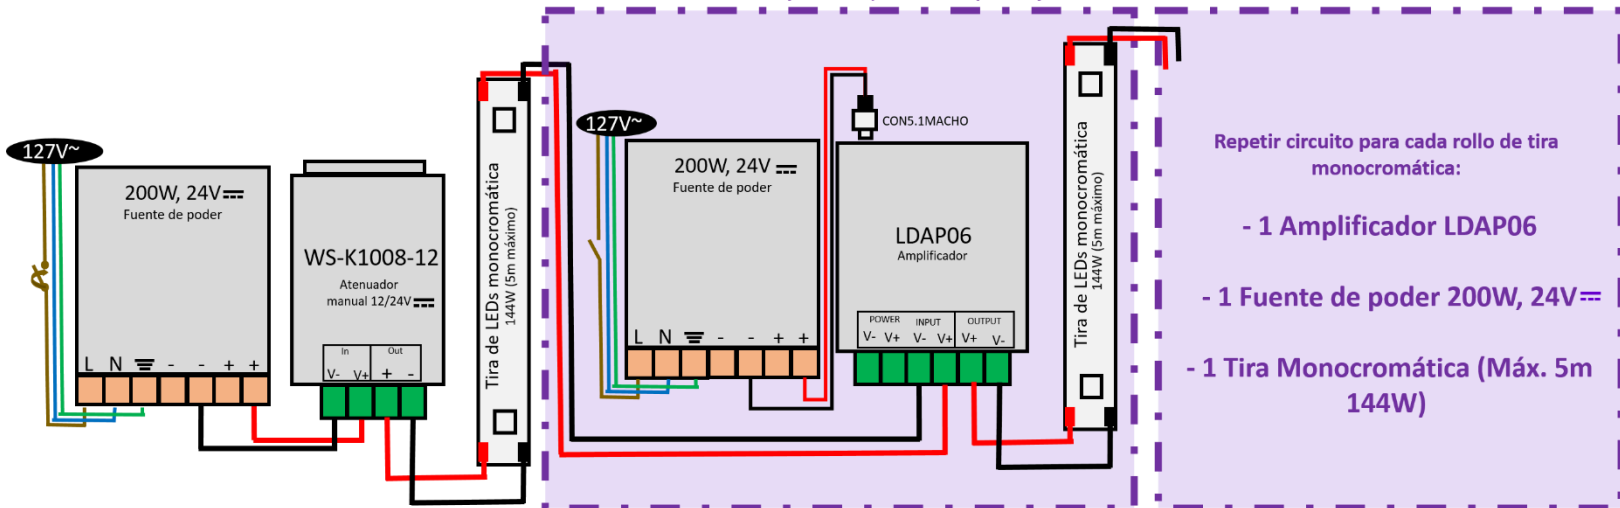 127V~
200W, 24V
Fuente de poder
L N - - + +
WS-K1008-12
Atenuador
manual 12/24V
In Out
V- V+ + -
Tira de LEDs monocromática
144W (5m máximo)
127V~
200W, 24V
Fuente de poder
L N - - + +
CON5.1MACHO
LDAP06
Amplificador
POWER INPUT OUTPUT
V- V+ V- V+ V+ V-
Tira de LEDs monocromática
144W (5m máximo)
Repetir circuito para cada rollo de tira
monocromática:
- 1 Amplificador LDAP06
- 1 Fuente de poder 200W, 24V
- 1 Tira Monocromática (Máx. 5m
144W)